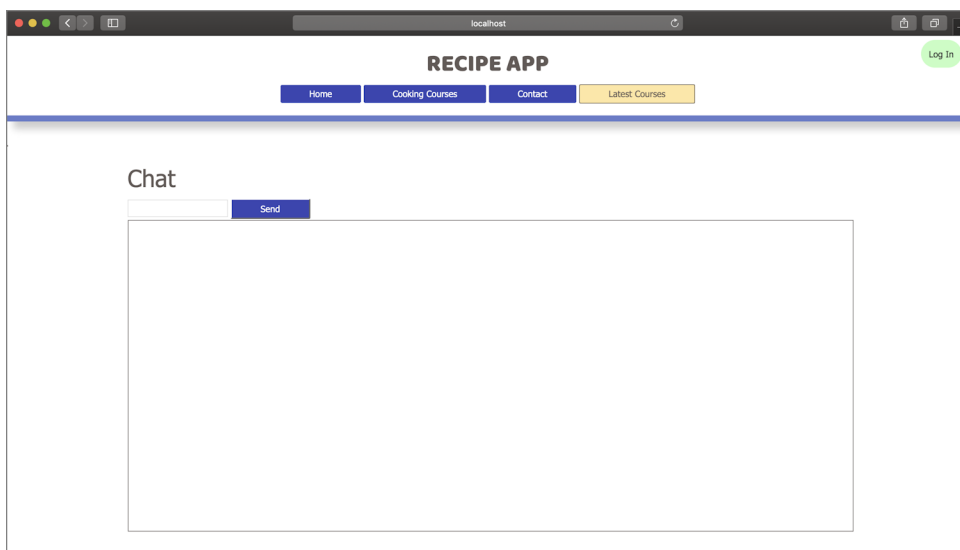 localhost
Log In
RECIPE APP
Home Cooking Courses Contact Latest Courses
Chat
Send